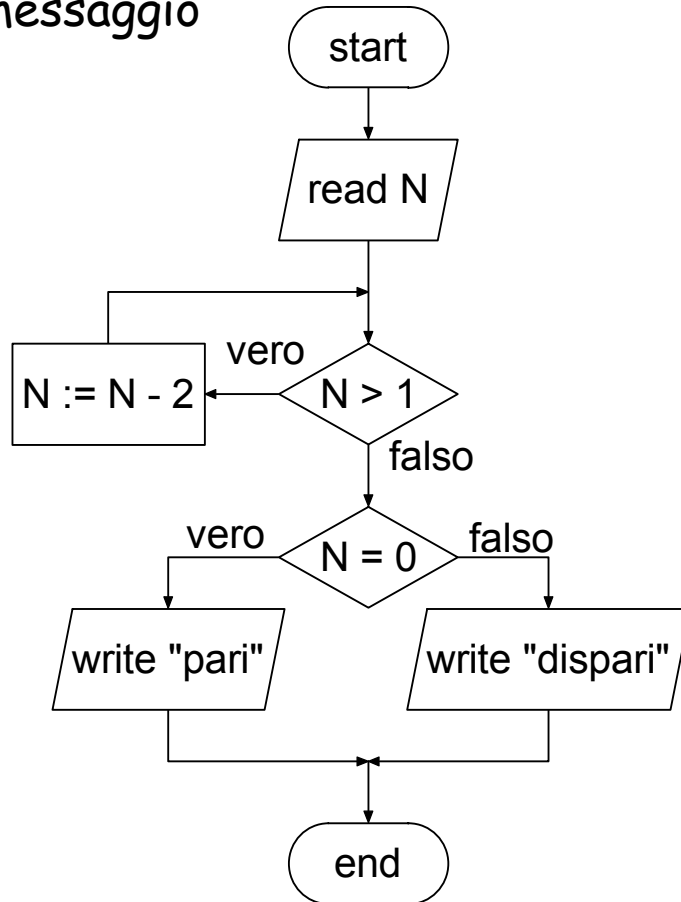 messaggio
start
read N
vero
N := N - 2
N > 1
falso
vero
N = 0
falso
write "pari"
write "dispari"
end